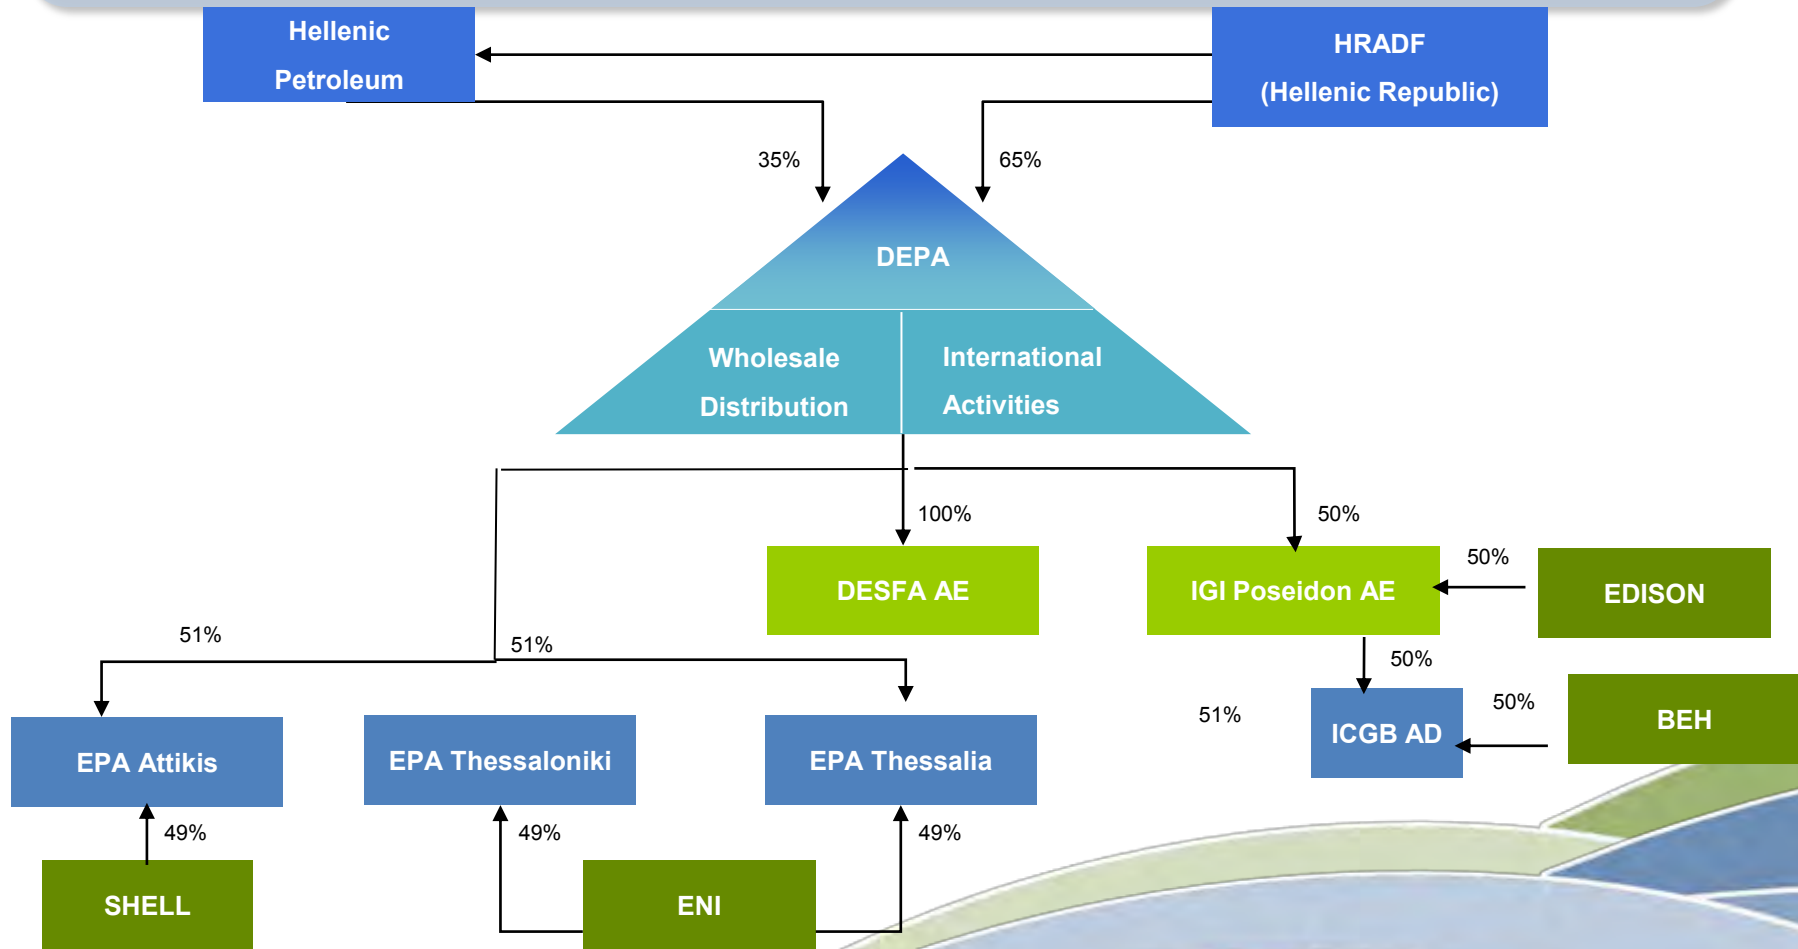 Hellenic
Petroleum
HRADF
(Hellenic Republic)
35%
65%
DEPA
Wholesale
Distribution
International
Activities
100%
50%
DESFA AE
IGI Poseidon AE
50%
EDISON
51%
51%
50%
EPA Attikis
EPA Thessaloniki
EPA Thessalia
51%
ICGB AD
50%
BEH
49%
49%
49%
SHELL
ENI